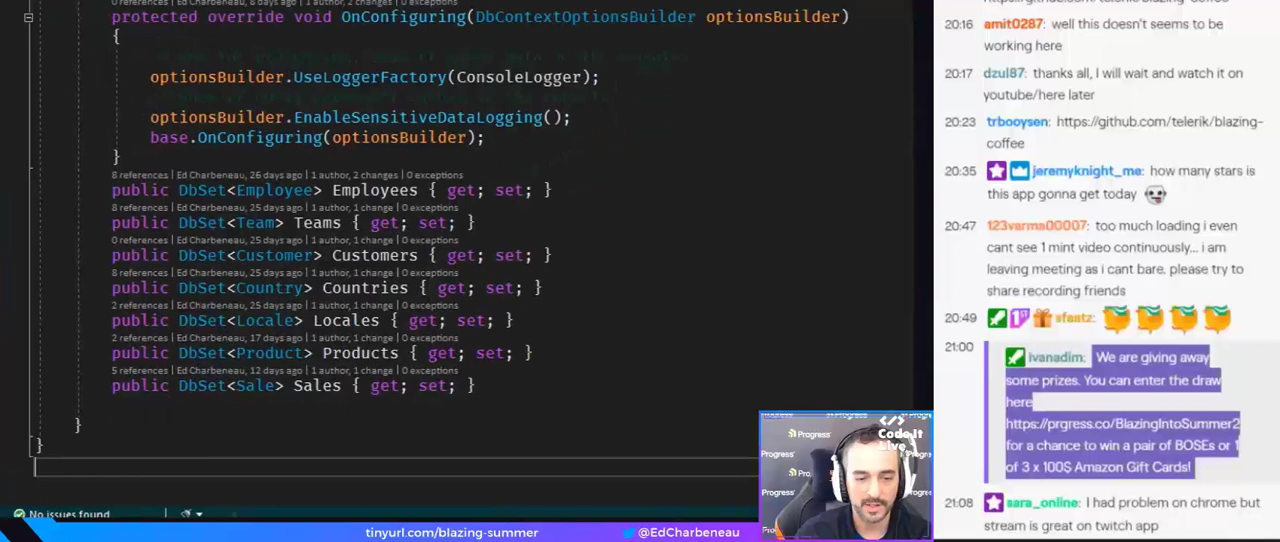 protected override void OnConfiguring(DbContextOptionsBuilder optionsBuilder)
{
optionsBuilder.UseLoggerFactory(ConsoleLogger);
optionsBuilder.EnableSensitiveDataLogging();
base.OnConfiguring(optionsBuilder);
}
8 references | Ed Charbeneau, 26 days ago | 1 author, 2 changes | 0 exceptions
public DbSet<Employee> Employees { get; set; }
8 references | Ed Charbeneau, 25 days ago | 1 author, 1 change | 0 exceptions
public DbSet<Team> Teams { get; set; }
0 references | Ed Charbeneau, 25 days ago | 1 author, 1 change | 0 exceptions
public DbSet<Customer> Customers { get; set; }
8 references | Ed Charbeneau, 25 days ago | 1 author, 1 change | 0 exceptions
public DbSet<Country> Countries { get; set; }
2 references | Ed Charbeneau, 25 days ago | 1 author, 1 change | 0 exceptions
public DbSet<Locale> Locales { get; set; }
2 references | Ed Charbeneau, 17 days ago | 1 author, 1 change | 0 exceptions
public DbSet<Product> Products { get; set; }
5 references | Ed Charbeneau, 12 days ago | 1 author, 1 change | 0 exceptions
public DbSet<Sale> Sales { get; set; }
}
}
No issues found
tinyurl.com/blazing-summer
@EdCharbeneau
Progress
</>
Code It
Live
Progress
Progress
20:16 amit0287: well this doesn't seems to
working here
20:17 dzul87: thanks all, I will wait and watch it on
youtube/here later
20:23 trbooysen: https://github.com/telerik/blazing-
coffee
20:35 jeremyknight_me: how many stars is
this app gonna get today
20:47 123varma00007: too much loading i even
cant see 1 mint video continuously... i am
leaving meeting as i cant bare. please try to
share recording friends
20:49 1ST sfastz:
21:00
ivanadim: We are giving away
some prizes. You can enter the draw
here
https://prgress.co/BlazingIntoSummer2
for a chance to win a pair of BOSEs or 1
of 3 x 100$ Amazon Gift Cards!
21:08 sara_online: I had problem on chrome but
stream is great on twitch app